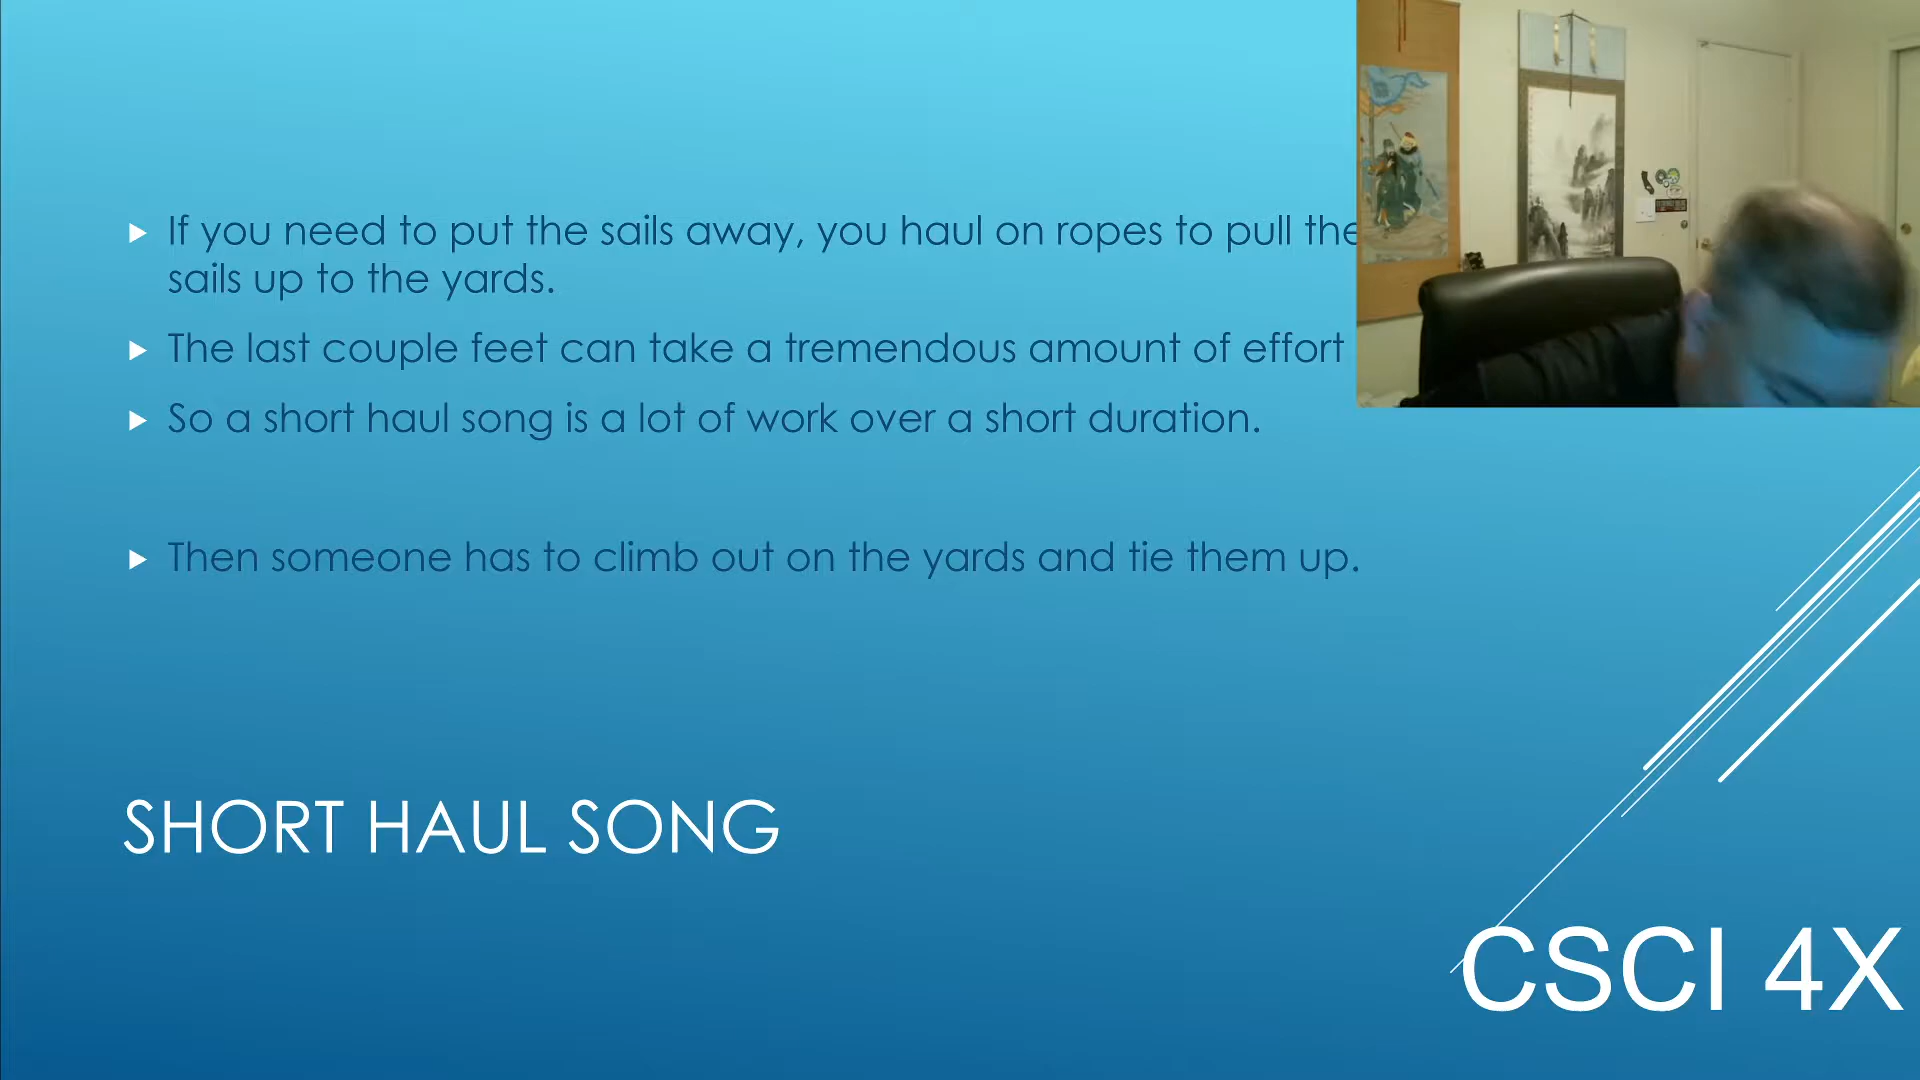 If you need to put the sails away, you haul on ropes to pull the
sails up to the yards.
The last couple feet can take a tremendous amount of effort
So a short haul song is a lot of work over a short duration.
Then someone has to climb out on the yards and tie them up.
SHORT HAUL SONG
CSCI 4X